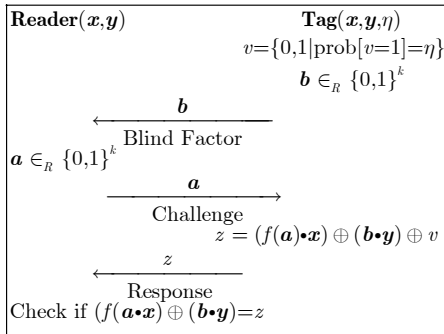 Reader(x,y) Tag(x,y,η)
v={0,1|prob[v=1]=η}
b ∈R {0,1}^k
b
Blind Factor
a ∈R {0,1}^k
a
Challenge
z = (f(a)•x) ⊕ (b•y) ⊕ v
z
Response
Check if (f(a•x) ⊕ (b•y)=z